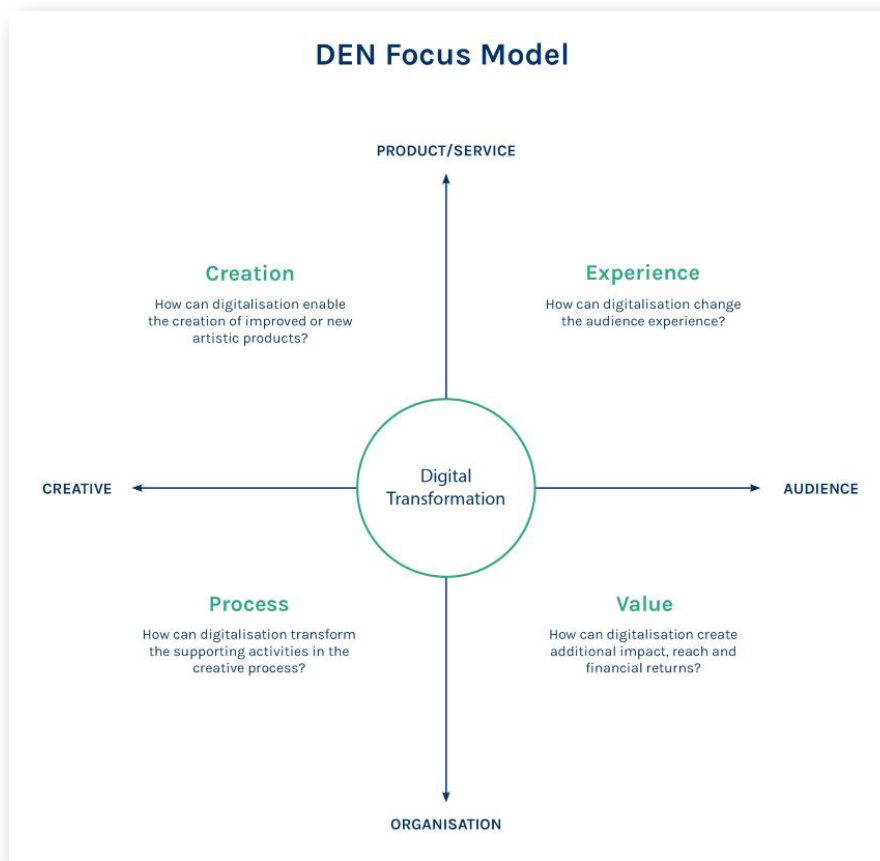 DEN Focus Model
PRODUCT/SERVICE
Creation
How can digitalisation enable
the creation of improved or new
artistic products?
Experience
How can digitalisation change
the audience experience?
CREATIVE
Digital
Transformation
AUDIENCE
Process
How can digitalisation transform
the supporting activities in the
creative process?
Value
How can digitalisation create
additional impact, reach and
financial returns?
ORGANISATION